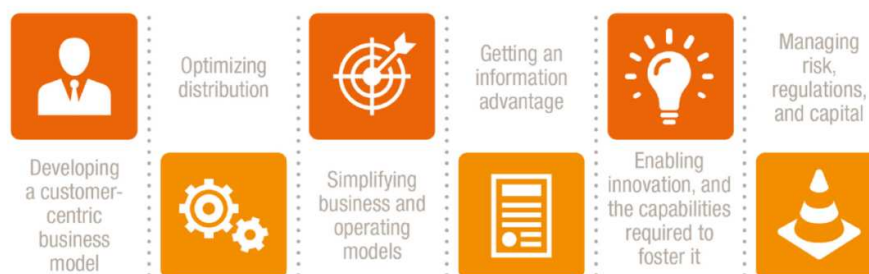 Developing
a customer-
centric
business
model
Optimizing
distribution
Simplifying
business and
operating
models
Getting an
information
advantage
Enabling
innovation, and
the capabilities
required to
foster it
Managing
risk,
regulations,
and capital